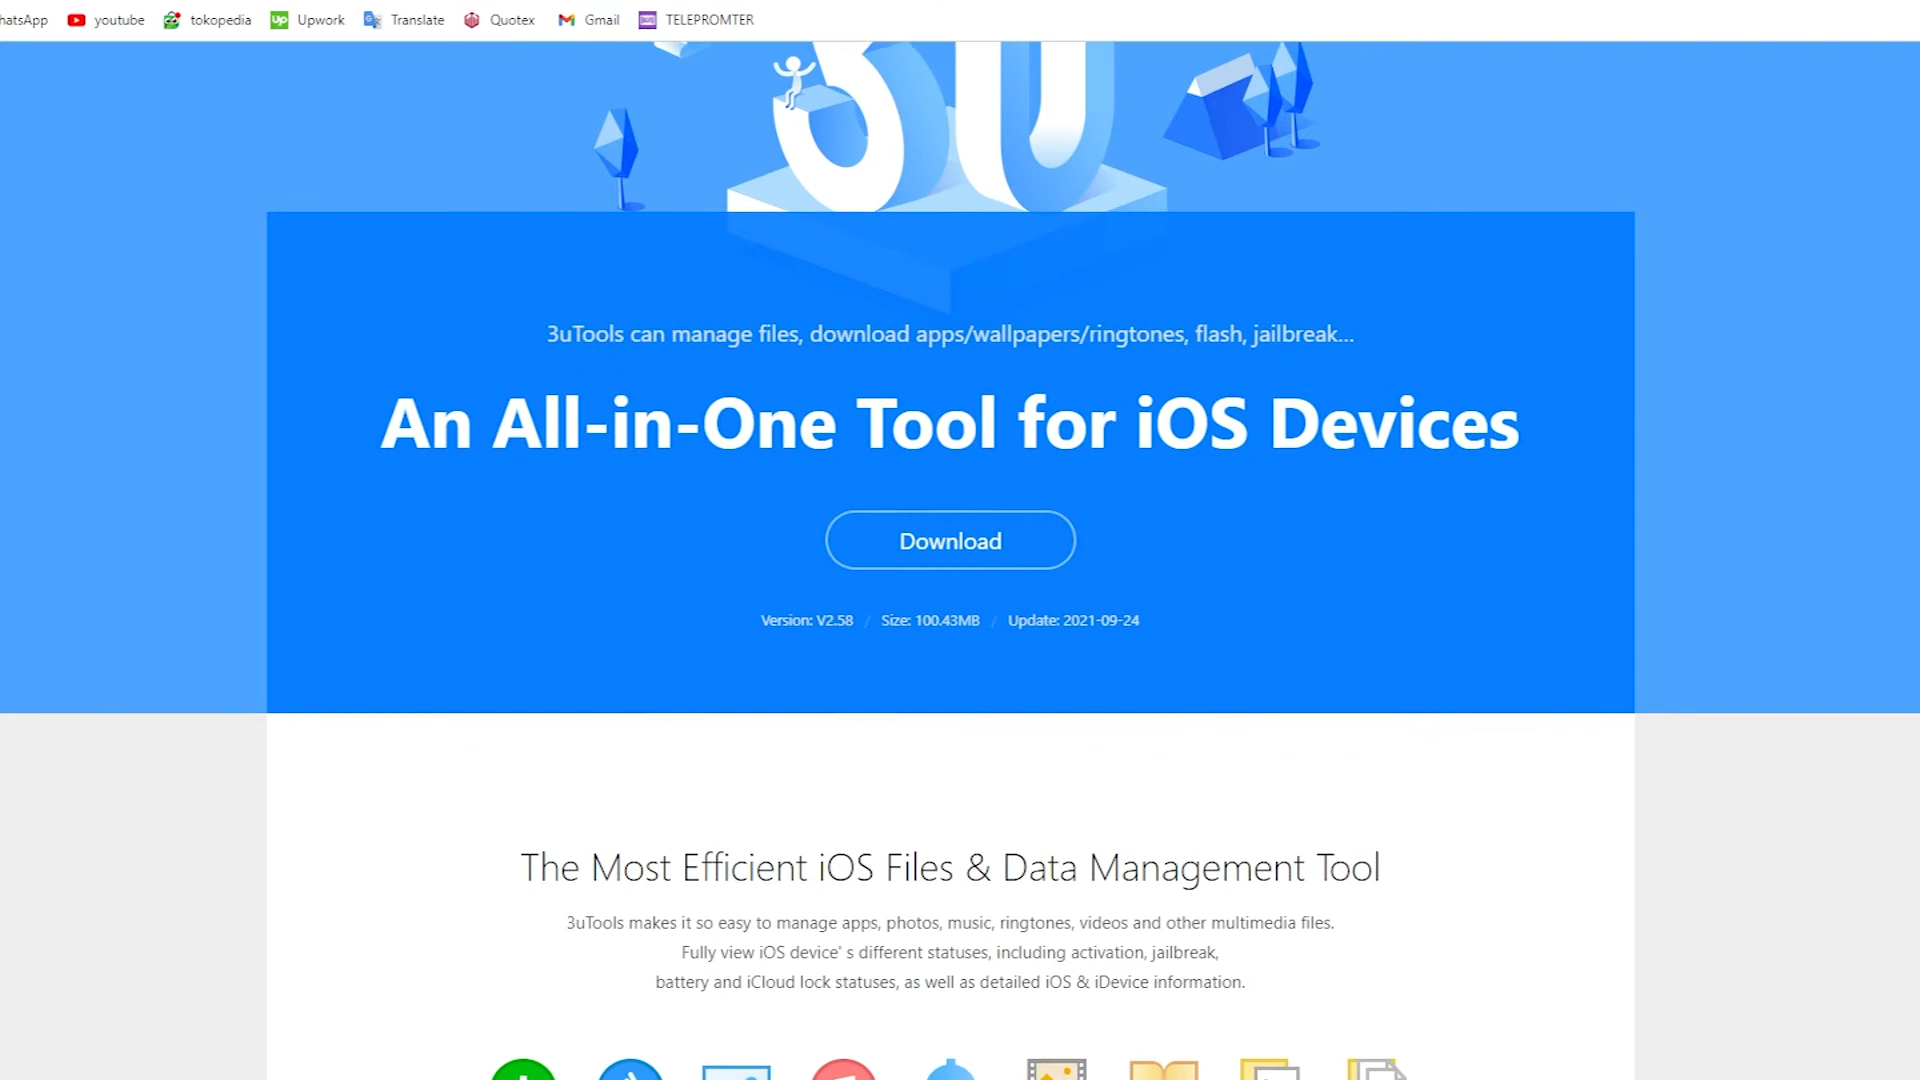 hatsApp youtube tokopedia Upwork Translate Quotex Gmail TELEPROMTER
3U
3uTools can manage files, download apps/wallpapers/ringtones, flash, jailbreak...
An All-in-One Tool for iOS Devices
Download
Version: V2.58 / Size: 100.43MB / Update: 2021-09-24
The Most Efficient iOS Files & Data Management Tool
3uTools makes it so easy to manage apps, photos, music, ringtones, videos and other multimedia files.
Fully view iOS device' s different statuses, including activation, jailbreak,
battery and iCloud lock statuses, as well as detailed iOS & iDevice information.